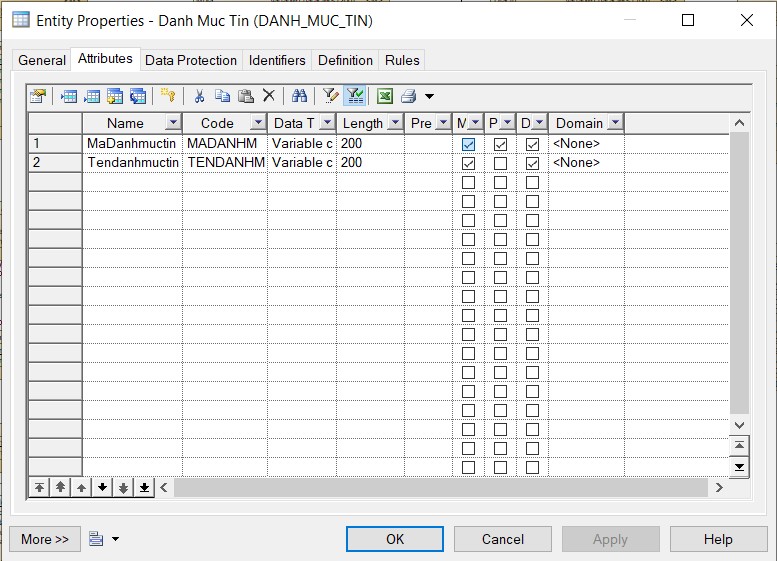 Entity Properties - Danh Muc Tin (DANH_MUC_TIN)
General Attributes Data Protection Identifiers Definition Rules
Name Code Data T Length Pre M P D Domain
1 MaDanhmuctin MADANHM Variable c 200 <None>
2 Tendanhmuctin TENDANHM Variable c 200 <None>
More >> OK Cancel Apply Help